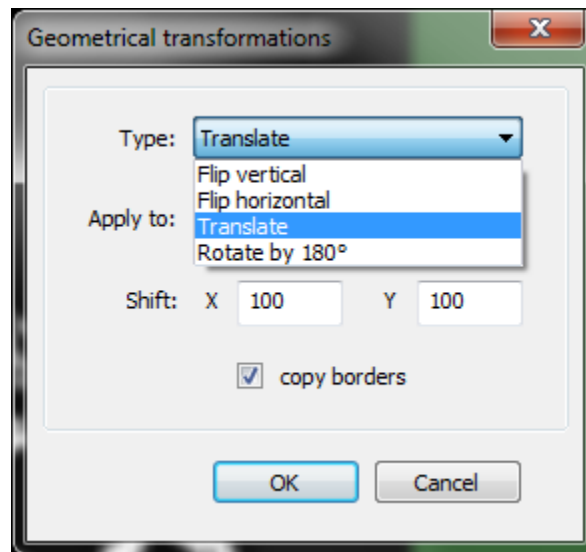 Geometrical transformations
Type: Translate
Flip vertical
Flip horizontal
Apply to: Translate
Rotate by 180°
Shift: X 100 Y 100
copy borders
OK Cancel